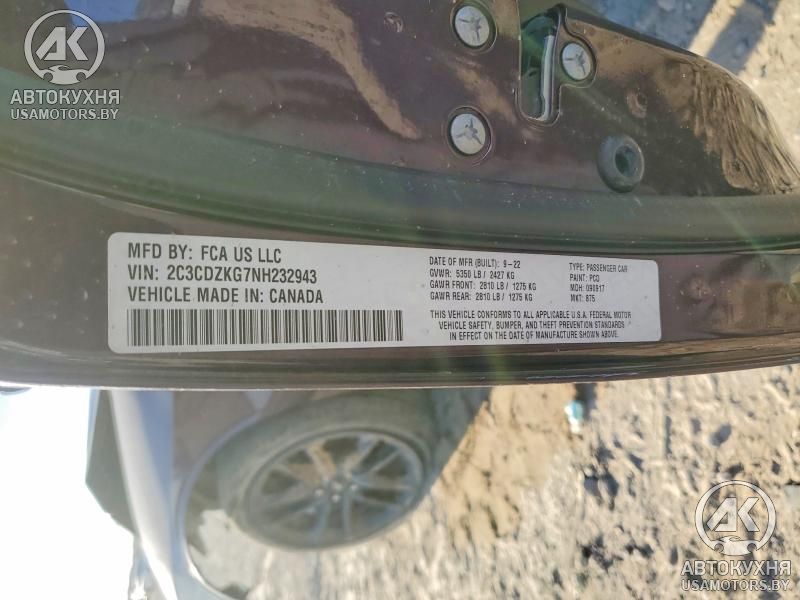 АК
АВТОКУХНЯ
USAMOTORS.BY
MFD BY: FCA US LLC
VIN: 2C3CDZKG7NH232943
VEHICLE MADE IN: CANADA
DATE OF MFR (BUILT): 9-22
GVWR: 5350 LB / 2427 KG
GAWR FRONT: 2810 LB / 1275 KG
GAWR REAR: 2810 LB / 1275 KG
TYPE: PASSENGER CAR
PAINT: PCQ
MDH: 090817
MKT: 875
THIS VEHICLE CONFORMS TO ALL APPLICABLE U.S.A. FEDERAL MOTOR
VEHICLE SAFETY, BUMPER, AND THEFT PREVENTION STANDARDS
IN EFFECT ON THE DATE OF MANUFACTURE SHOWN ABOVE.
АК
АВТОКУХНЯ
USAMOTORS.BY